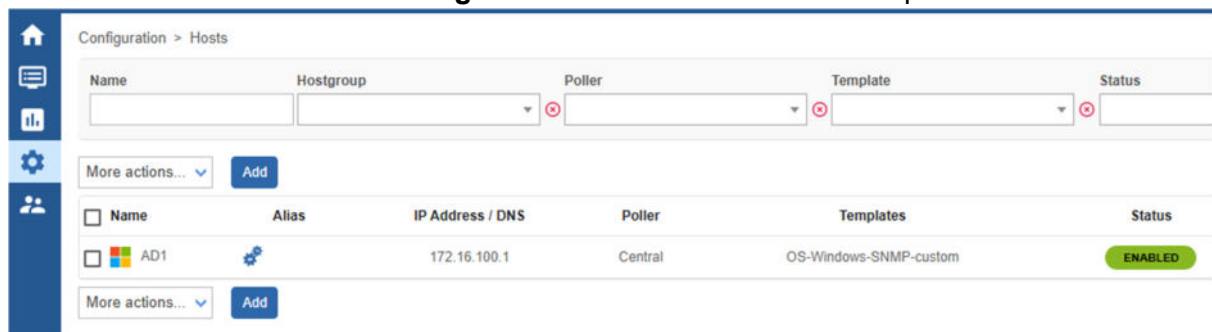 Configuration > Hosts
Name Hostgroup Poller Template Status
More actions... Add
Name Alias IP Address / DNS Poller Templates Status
AD1 172.16.100.1 Central OS-Windows-SNMP-custom ENABLED
More actions... Add